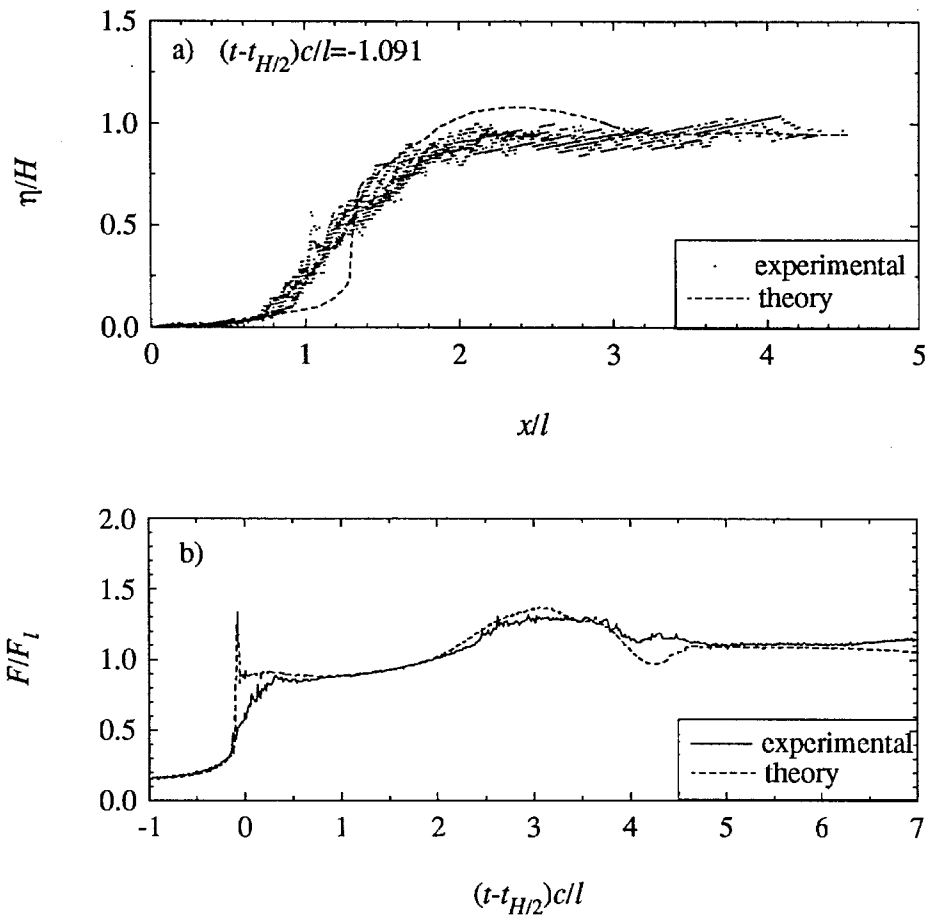 1.5
a) (t-t_{H/2})c/l=-1.091
1.0
η/H
0.5
experimental
theory
0.0
0 1 2 3 4 5
x/l
2.0
b)
1.5
F/F_l
1.0
0.5
experimental
theory
0.0
-1 0 1 2 3 4 5 6 7
(t-t_{H/2})c/l